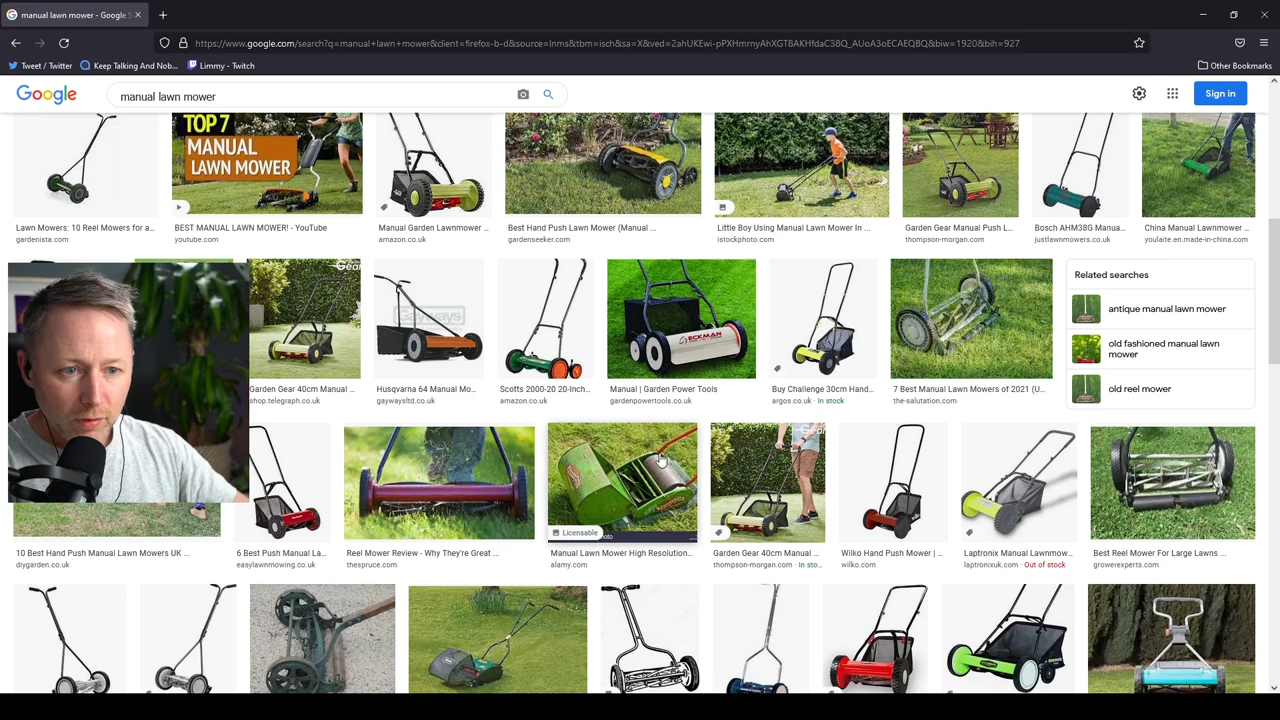 manual lawn mower - Google S
https://www.google.com/search?q=manual+lawn+mower&client=firefox-b-d&source=lnms&tbm=isch&sa=X&ved=2ahUKEwi-pPXHmrnyAhXGT8AKHfdaC38Q_AUoA3oECAEQBQ&biw=1920&bih=927
Tweet / Twitter
Keep Talking And Nob...
Limmy - Twitch
Other Bookmarks
Google
manual lawn mower
Sign in
TOP 7
MANUAL
LAWN MOWER
Lawn Mowers: 10 Reel Mowers for a...
gardenista.com
BEST MANUAL LAWN MOWER! - YouTube
youtube.com
Manual Garden Lawnmower ...
amazon.co.uk
Best Hand Push Lawn Mower (Manual ...
gardenseeker.com
Little Boy Using Manual Lawn Mower In ...
istockphoto.com
Garden Gear Manual Push L...
thompson-morgan.com
Bosch AHM38G Manua...
justlawnmowers.co.uk
China Manual Lawnmower ...
youlaite.en.made-in-china.com
Gear
Garden Gear 40cm Manual ...
shop.telegraph.co.uk
Gayways
Husqvarna 64 Manual Mo...
gaywaysltd.co.uk
Scotts 2000-20 20-Inch...
amazon.co.uk
ECKMAN
Manual | Garden Power Tools
gardenpowertools.co.uk
Buy Challenge 30cm Hand...
argos.co.uk · In stock
7 Best Manual Lawn Mowers of 2021 (U...
the-salutation.com
Related searches
antique manual lawn mower
old fashioned manual lawn
mower
old reel mower
10 Best Hand Push Manual Lawn Mowers UK ...
diygarden.co.uk
6 Best Push Manual La...
easylawnmowing.co.uk
Reel Mower Review - Why They're Great ...
thespruce.com
Licensable
Manual Lawn Mower High Resolution...
alamy.com
Garden Gear 40cm Manual ...
thompson-morgan.com · In sto...
Wilko Hand Push Mower | ...
wilko.com
Laptronix Manual Lawnmow...
laptronixuk.com · Out of stock
Best Reel Mower For Large Lawns ...
growerexperts.com